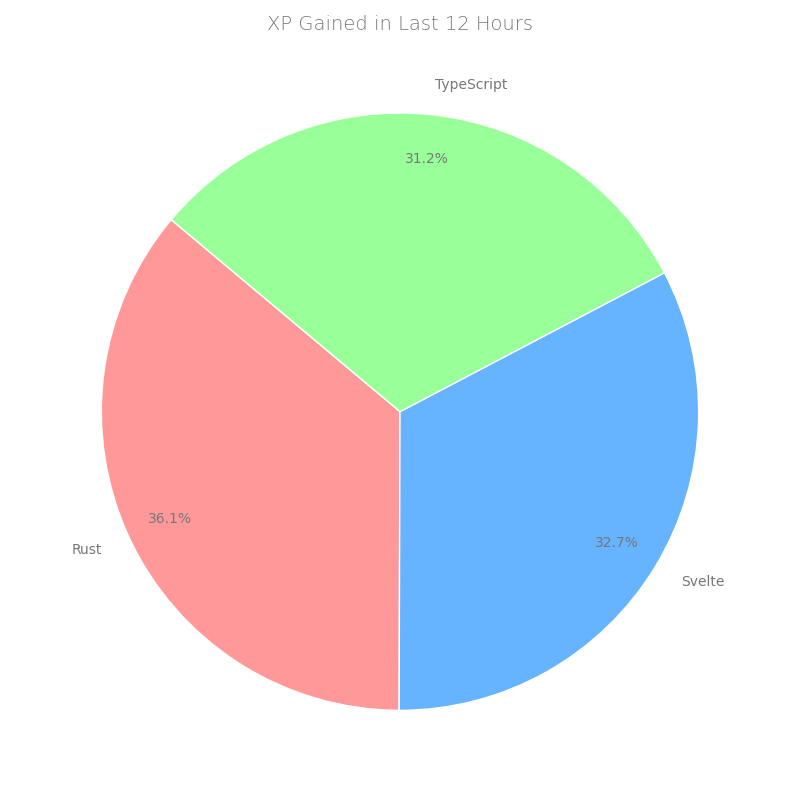 XP Gained in Last 12 Hours
TypeScript
31.2%
36.1%
Rust
32.7%
Svelte